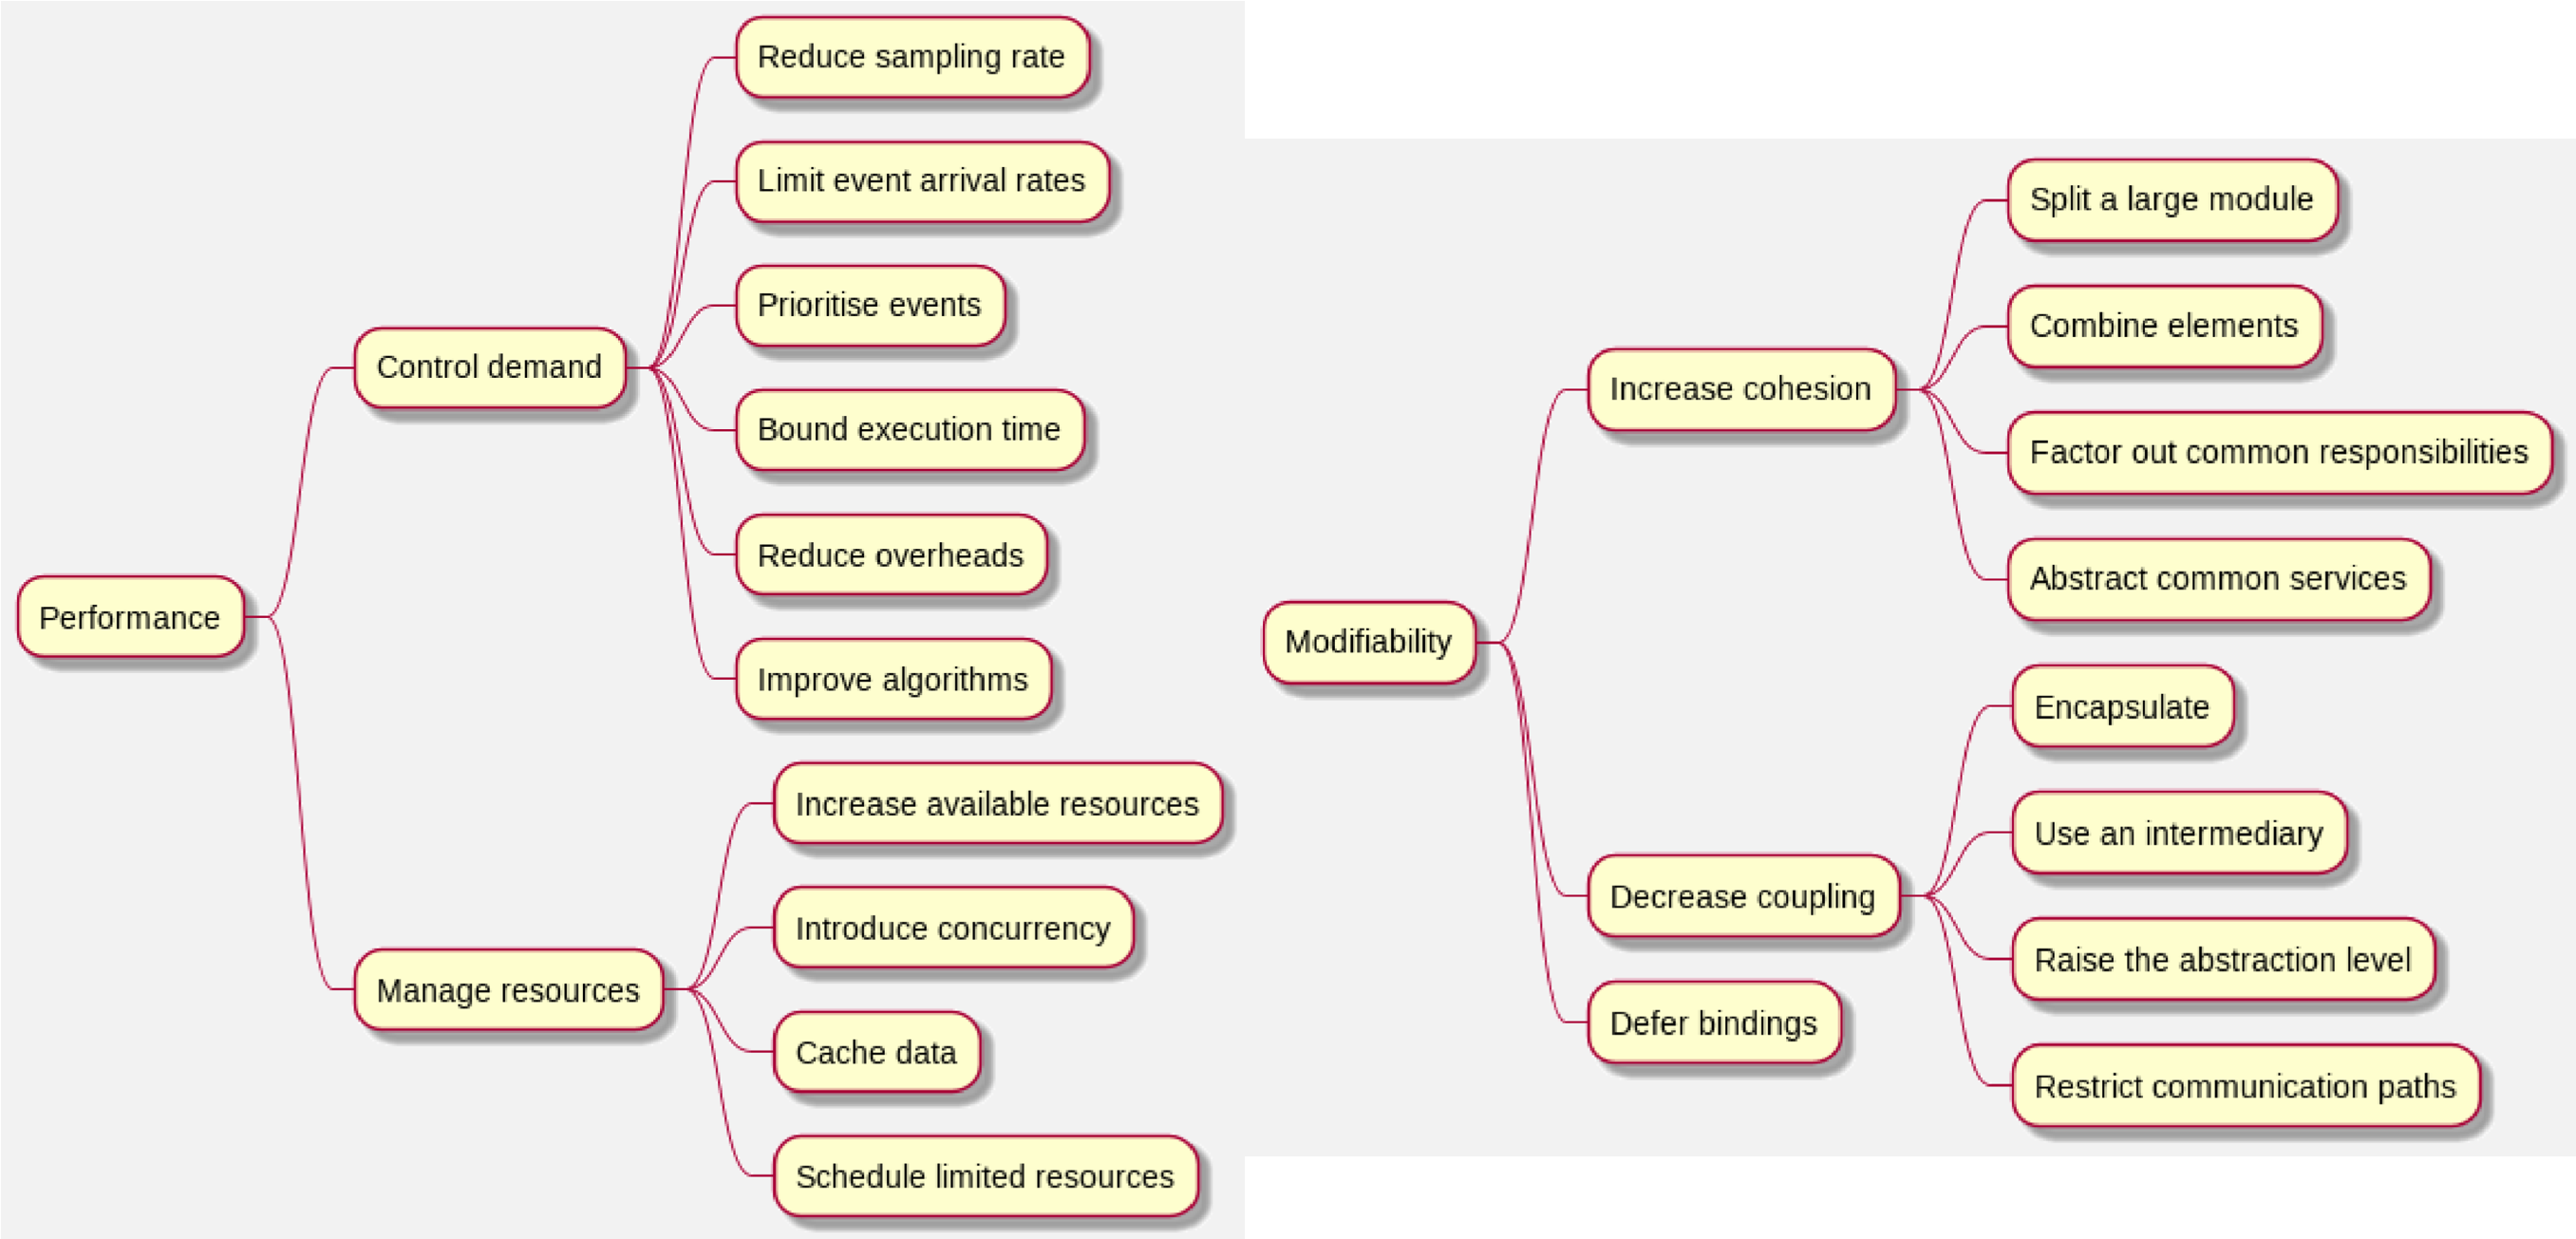 Performance
Control demand
Reduce sampling rate
Limit event arrival rates
Prioritise events
Bound execution time
Reduce overheads
Improve algorithms
Manage resources
Increase available resources
Introduce concurrency
Cache data
Schedule limited resources
Modifiability
Increase cohesion
Split a large module
Combine elements
Factor out common responsibilities
Abstract common services
Decrease coupling
Encapsulate
Use an intermediary
Raise the abstraction level
Restrict communication paths
Defer bindings